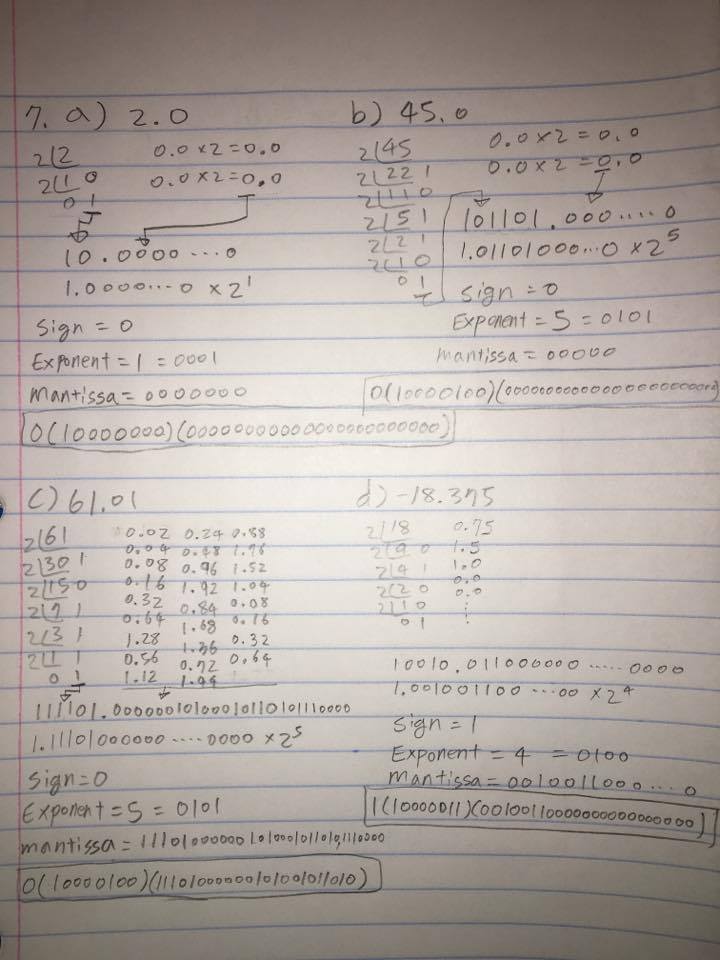 7. a) 2.0
2 2 0.0 x 2 = 0.0
2 1 0 0.0 x 2 = 0.0
0 1
10.0000 ... 0
1.0000 ... 0 x 2^1
Sign = 0
Exponent = 1 = 0001
Mantissa = 0000000
0(10000000)(00000000000000000000000)
b) 45.0
2 45 0.0 x 2 = 0.0
2 22 1 0.0 x 2 = 0.0
2 11 0
2 5 1 101101.000.....0
2 2 1 1.01101000...0 x 2^5
2 1 0
0 1
Sign = 0
Exponent = 5 = 0101
mantissa = 00000
0(10000100)(00000000000000000000000)
c) 61.01
2 61 0.02 0.24 0.88
2 30 1 0.04 0.48 1.76
2 15 0 0.08 0.96 1.52
2 7 1 0.16 1.92 1.04
2 3 1 0.32 0.84 0.08
2 1 1 0.64 1.68 0.16
0 1 1.28 1.36 0.32
0.56 0.72 0.64
1.12 1.44
111101.0000001010001011010111 0000
1.11101000000.....0000 x 2^5
Sign = 0
Exponent = 5 = 0101
mantissa = 11101000000
0(10000100)(11101000000101001011010)
d) -18.375
2 18 0.75
2 9 0 1.5
2 4 1 1.0
2 2 0 0.0
2 1 0 0.0
0 1
10010.011000000.....0000
1.001001100....00 x 2^4
Sign = 1
Exponent = 4 = 0100
Mantissa = 0010011000...0
1(10000011)(00100110000000000000000)